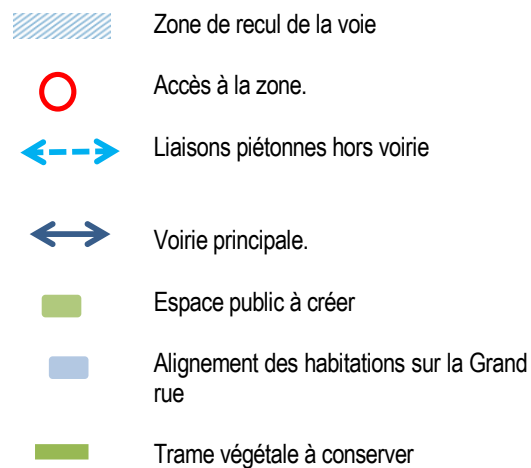 Zone de recul de la voie
Accès à la zone.
Liaisons piétonnes hors voirie
Voirie principale.
Espace public à créer
Alignement des habitations sur la Grand
rue
Trame végétale à conserver